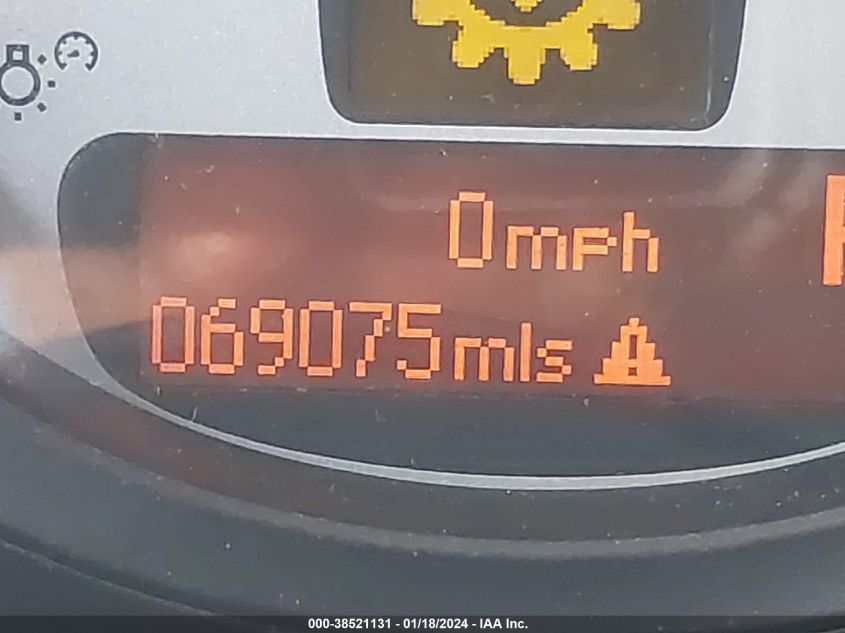 0mph
069075mls
000-38521131 - 01/18/2024 - IAA Inc.